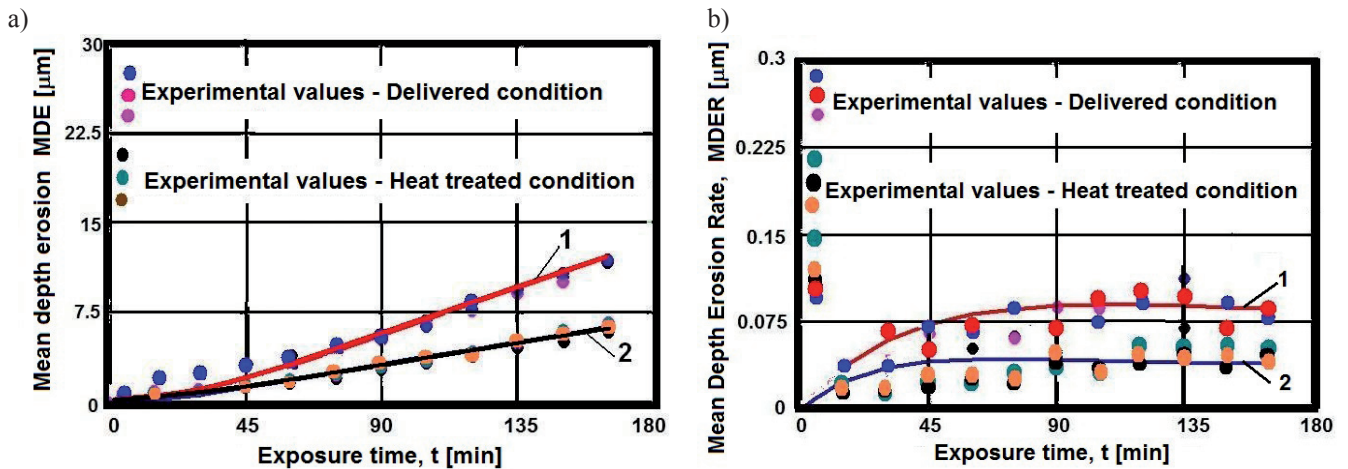 a)
30
22.5
15
7.5
0
Mean depth erosion MDE [µm]
Experimental values - Delivered condition
Experimental values - Heat treated condition
1
2
0 45 90 135 180
Exposure time, t [min]
b)
0.3
0.225
0.15
0.075
0
Mean Depth Erosion Rate, MDER [µm]
Experimental values - Delivered condition
Experimental values - Heat treated condition
1
2
45 90 135 180
Exposure time, t [min]